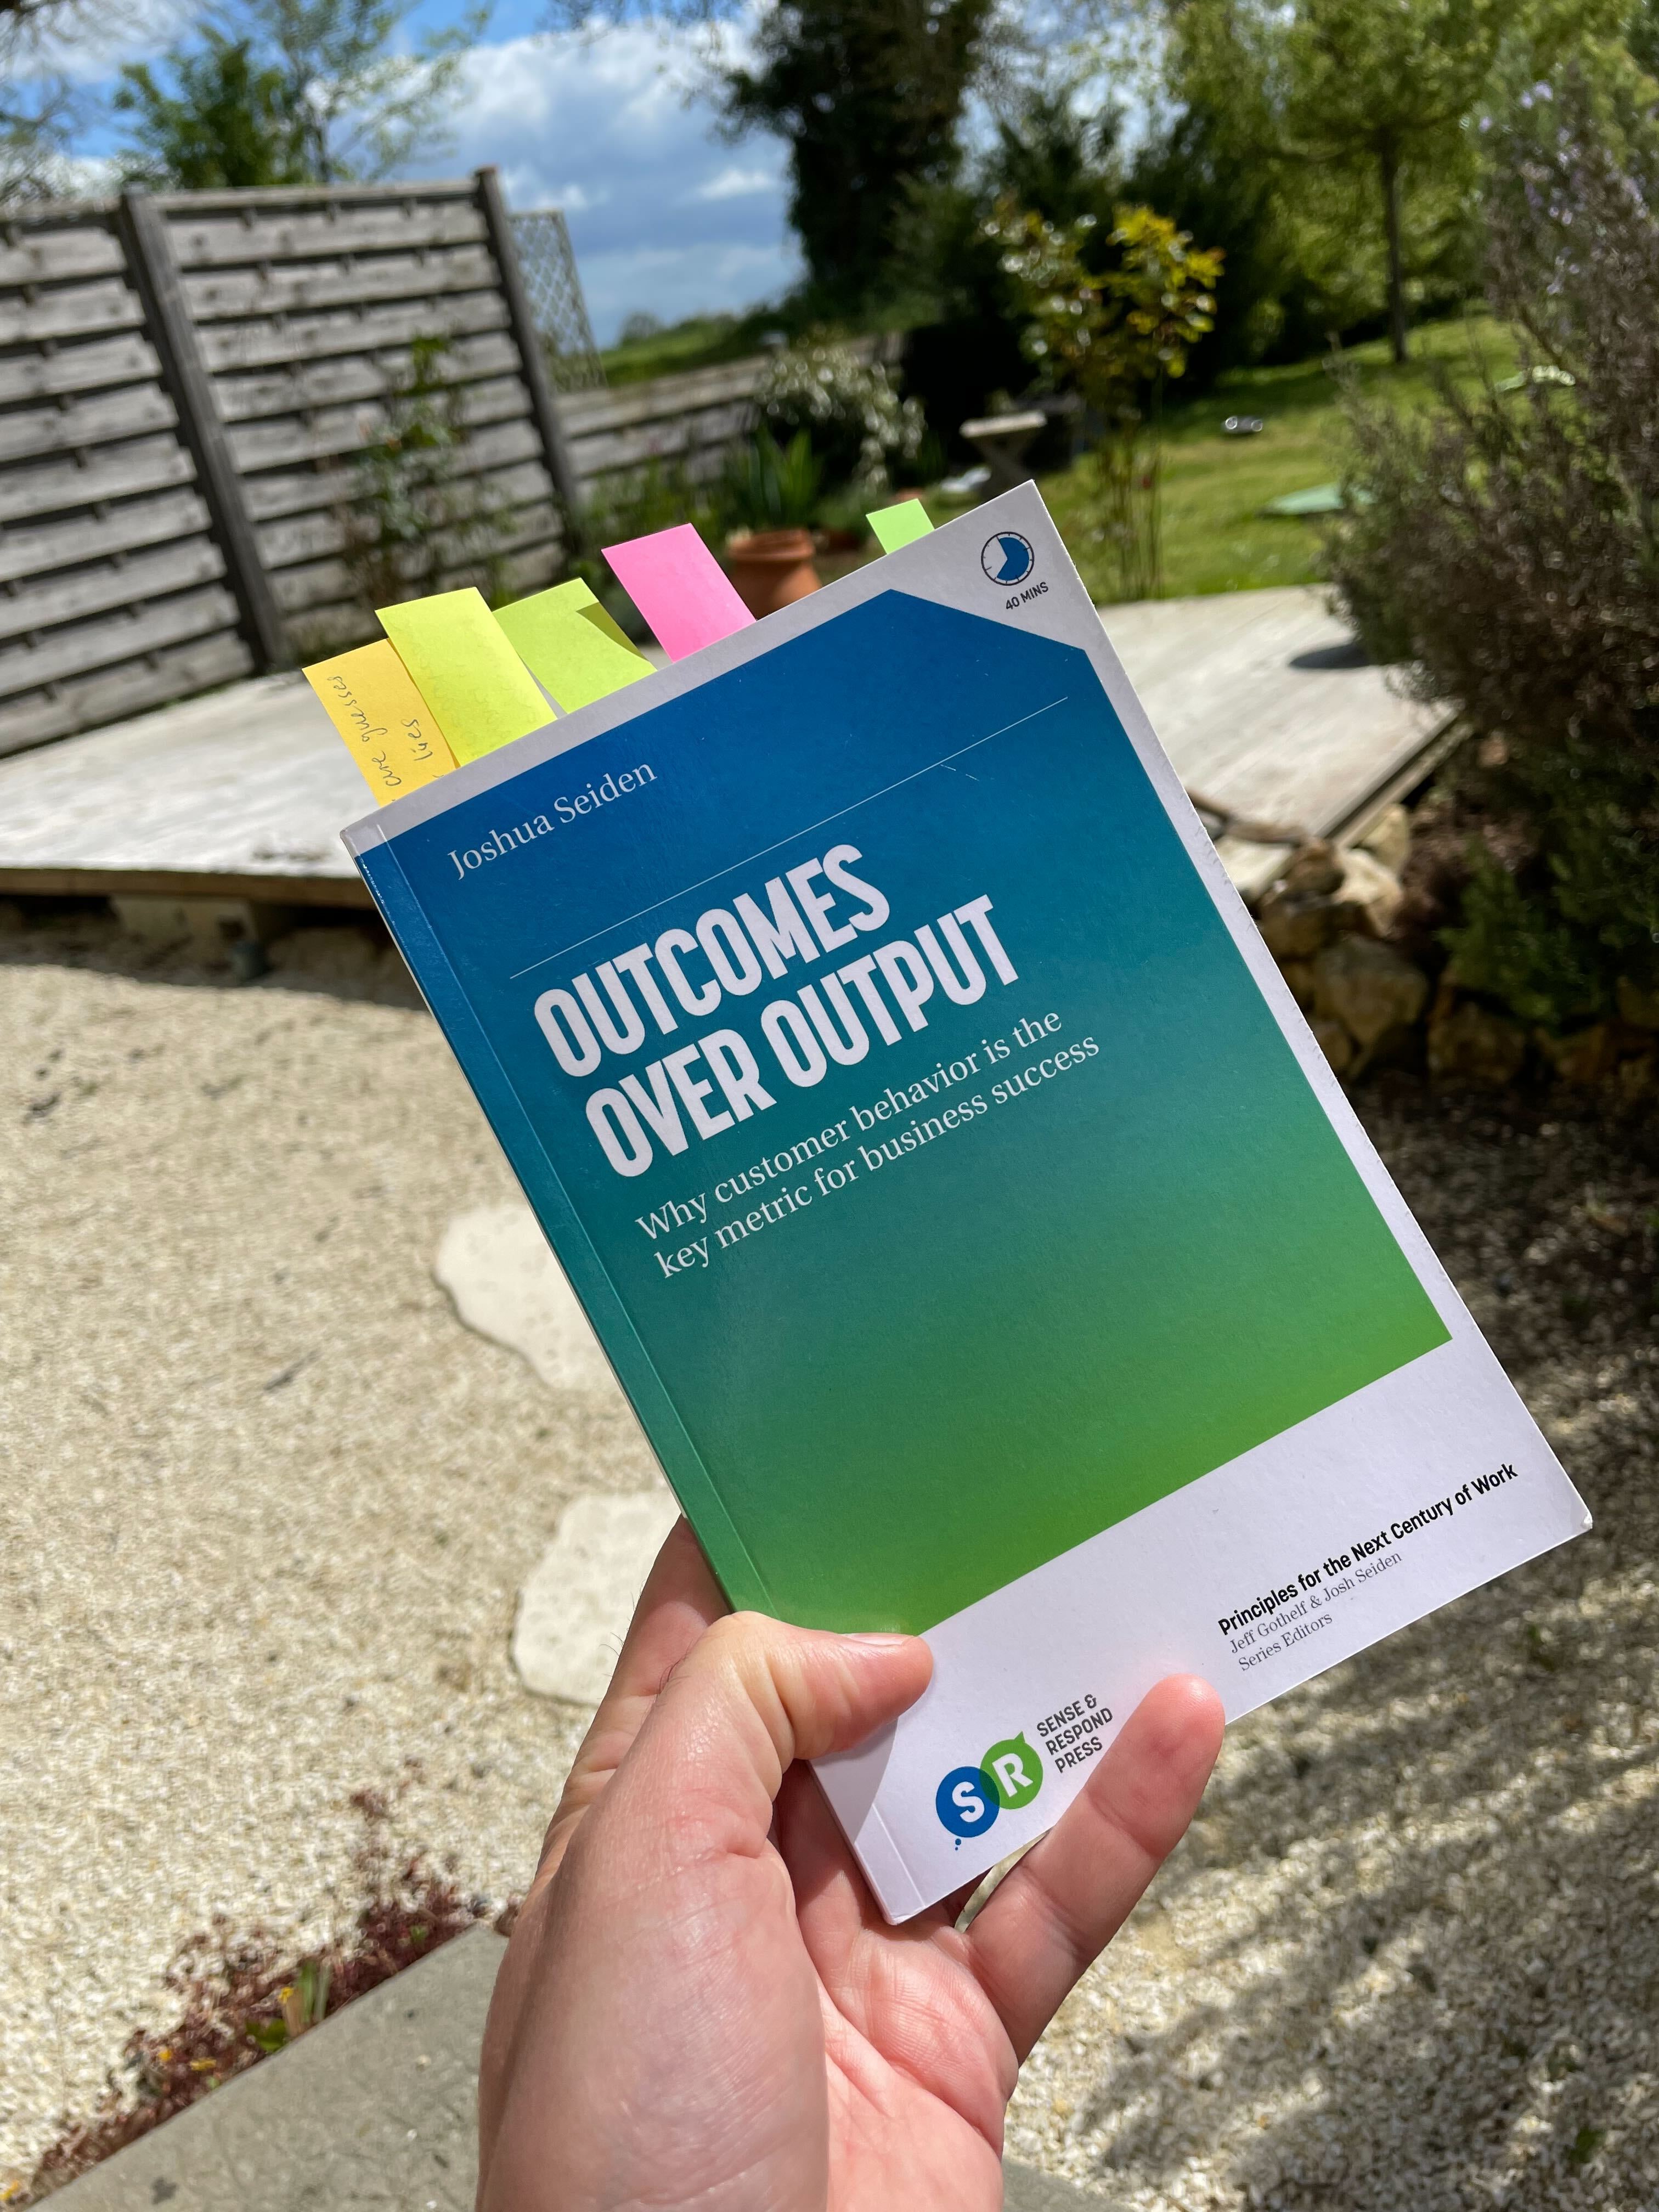 are guesses
lies
40 MINS
Joshua Seiden
OUTCOMES
OVER OUTPUT
Why customer behavior is the
key metric for business success
Principles for the Next Century of Work
Jeff Gothelf & Josh Seiden
Series Editors
SR
SENSE &
RESPOND
PRESS